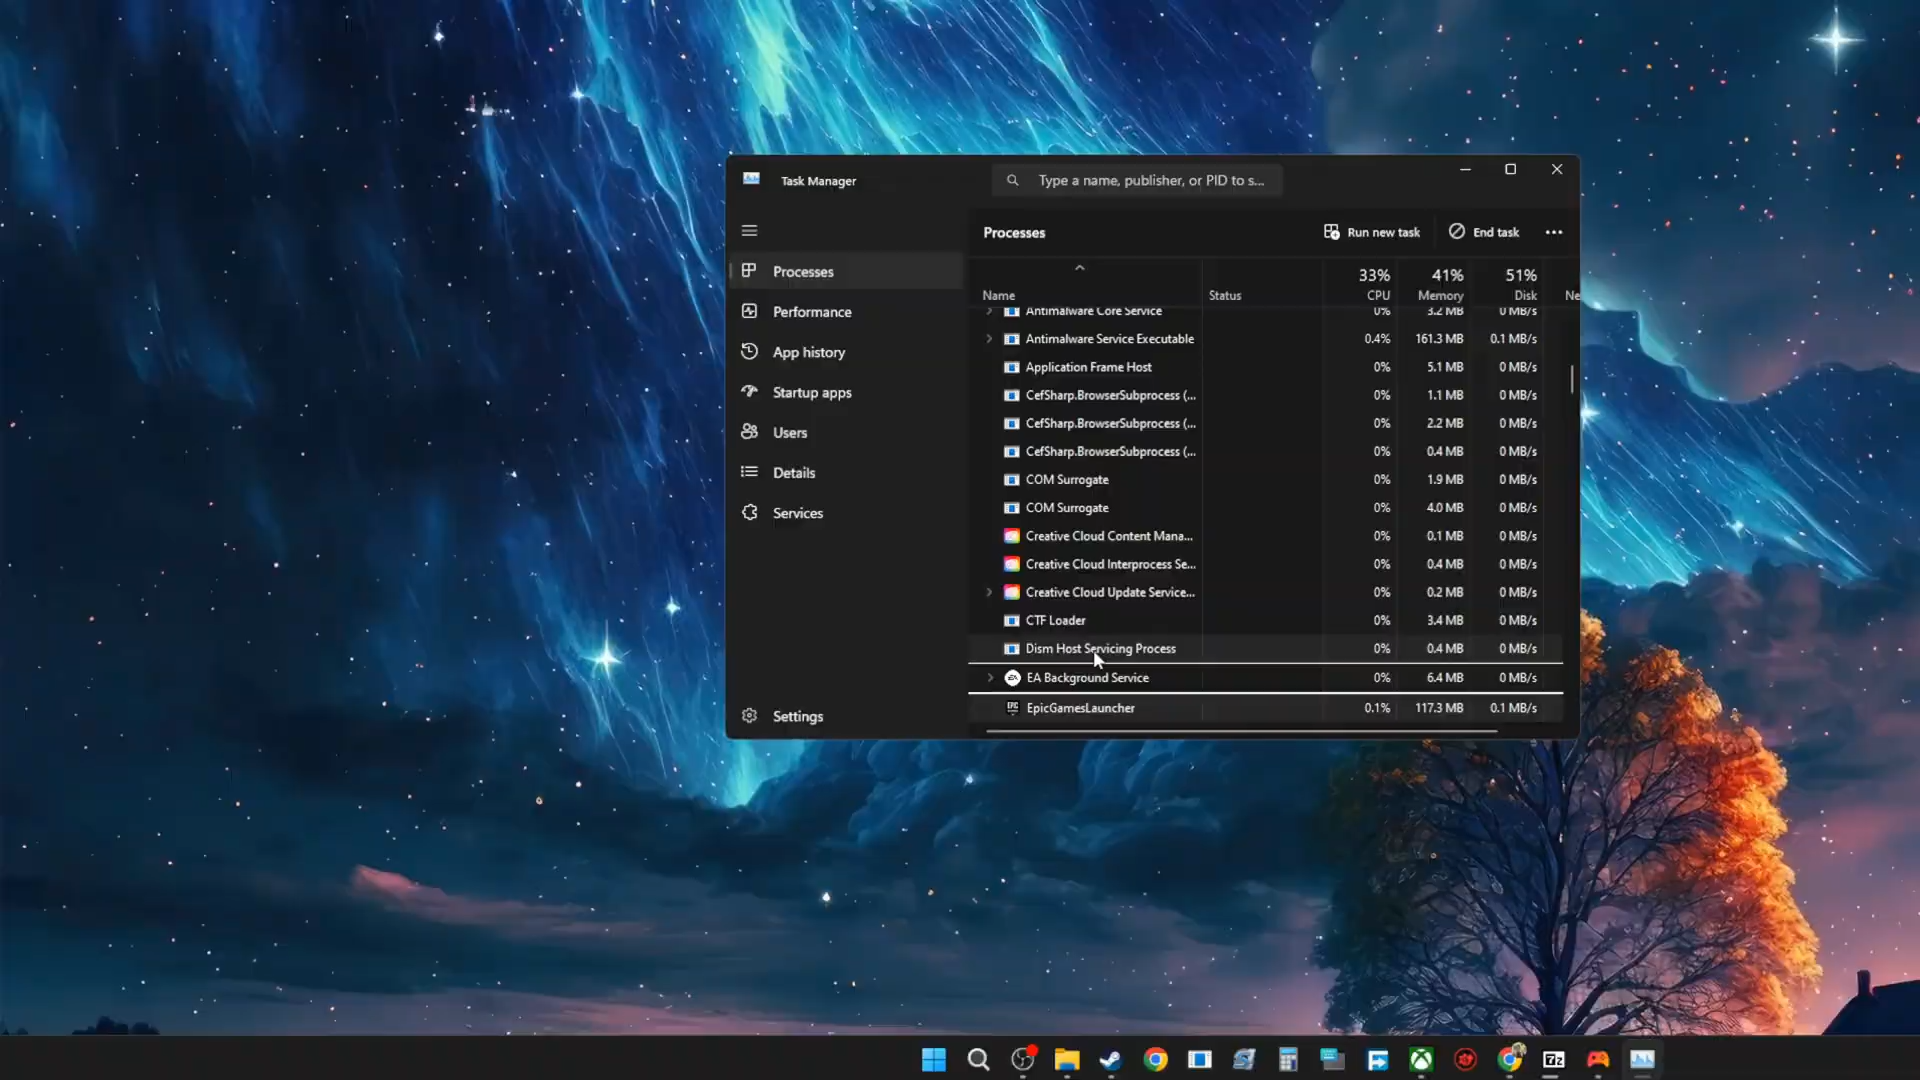 Task Manager
Type a name, publisher, or PID to s...
Processes
Run new task
End task
Processes
Performance
App history
Startup apps
Users
Details
Services
Settings
33% 41% 51%
Name Status CPU Memory Disk Ne
Antimalware Core Service 0% 3.2 MB 0 MB/s
Antimalware Service Executable 0.4% 161.3 MB 0.1 MB/s
Application Frame Host 0% 5.1 MB 0 MB/s
CefSharp.BrowserSubprocess (... 0% 1.1 MB 0 MB/s
CefSharp.BrowserSubprocess (... 0% 2.2 MB 0 MB/s
CefSharp.BrowserSubprocess (... 0% 0.4 MB 0 MB/s
COM Surrogate 0% 1.9 MB 0 MB/s
COM Surrogate 0% 4.0 MB 0 MB/s
Creative Cloud Content Mana... 0% 0.1 MB 0 MB/s
Creative Cloud Interprocess Se... 0% 0.4 MB 0 MB/s
Creative Cloud Update Service... 0% 0.2 MB 0 MB/s
CTF Loader 0% 3.4 MB 0 MB/s
Dism Host Servicing Process 0% 0.4 MB 0 MB/s
EA Background Service 0% 6.4 MB 0 MB/s
EpicGamesLauncher 0.1% 117.3 MB 0.1 MB/s
7z